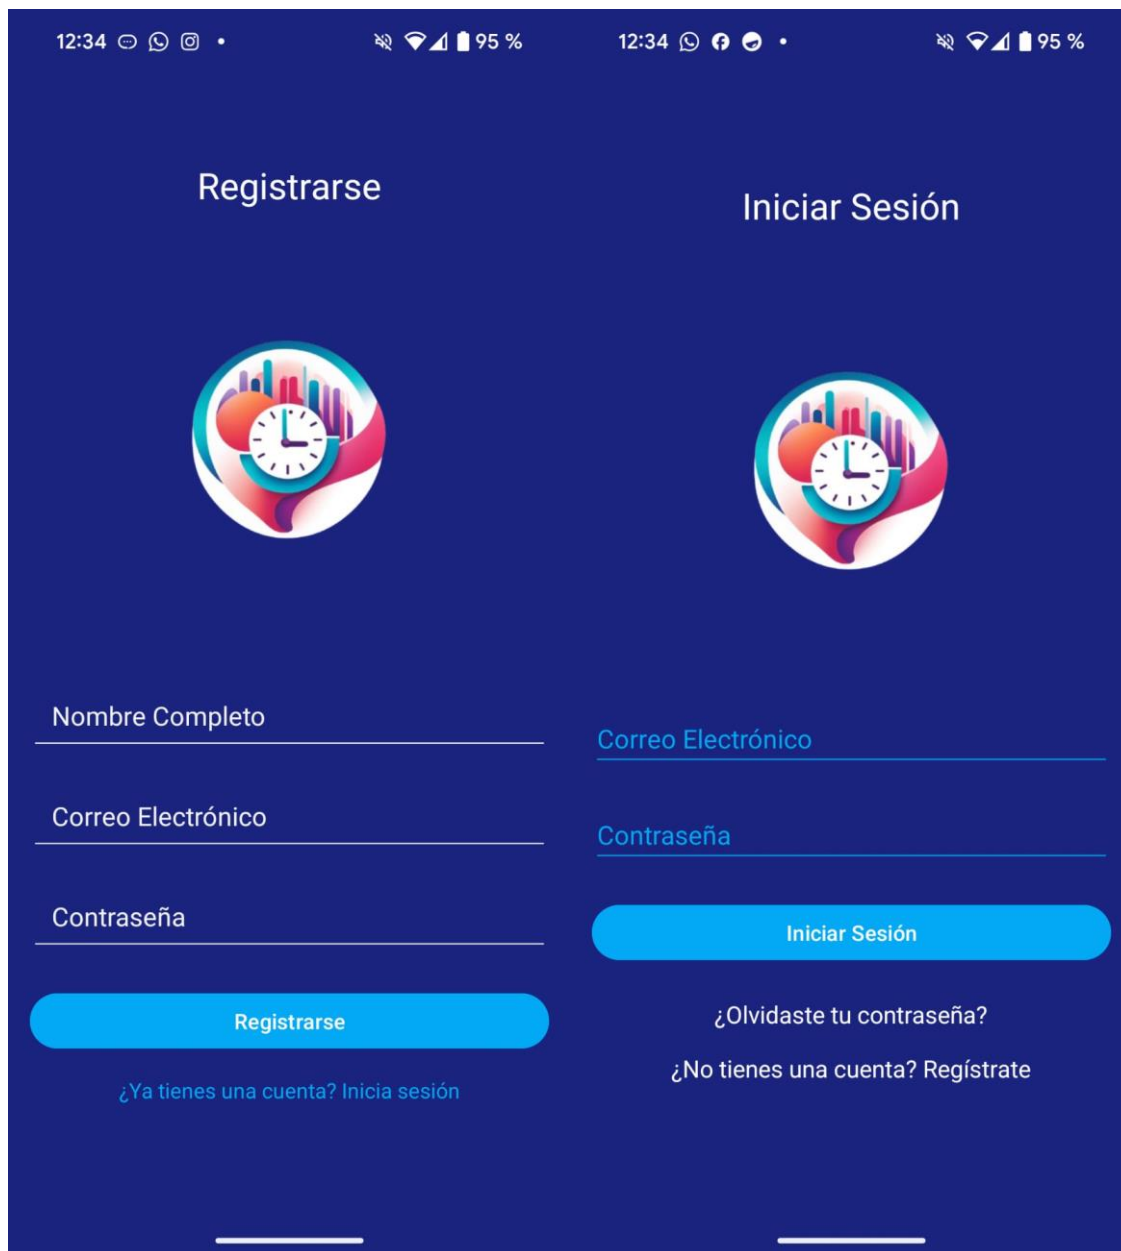 12:34
95 %
Registrarse
Nombre Completo
Correo Electrónico
Contraseña
Registrarse
¿Ya tienes una cuenta? Inicia sesión
12:34
95 %
Iniciar Sesión
Correo Electrónico
Contraseña
Iniciar Sesión
¿Olvidaste tu contraseña?
¿No tienes una cuenta? Regístrate